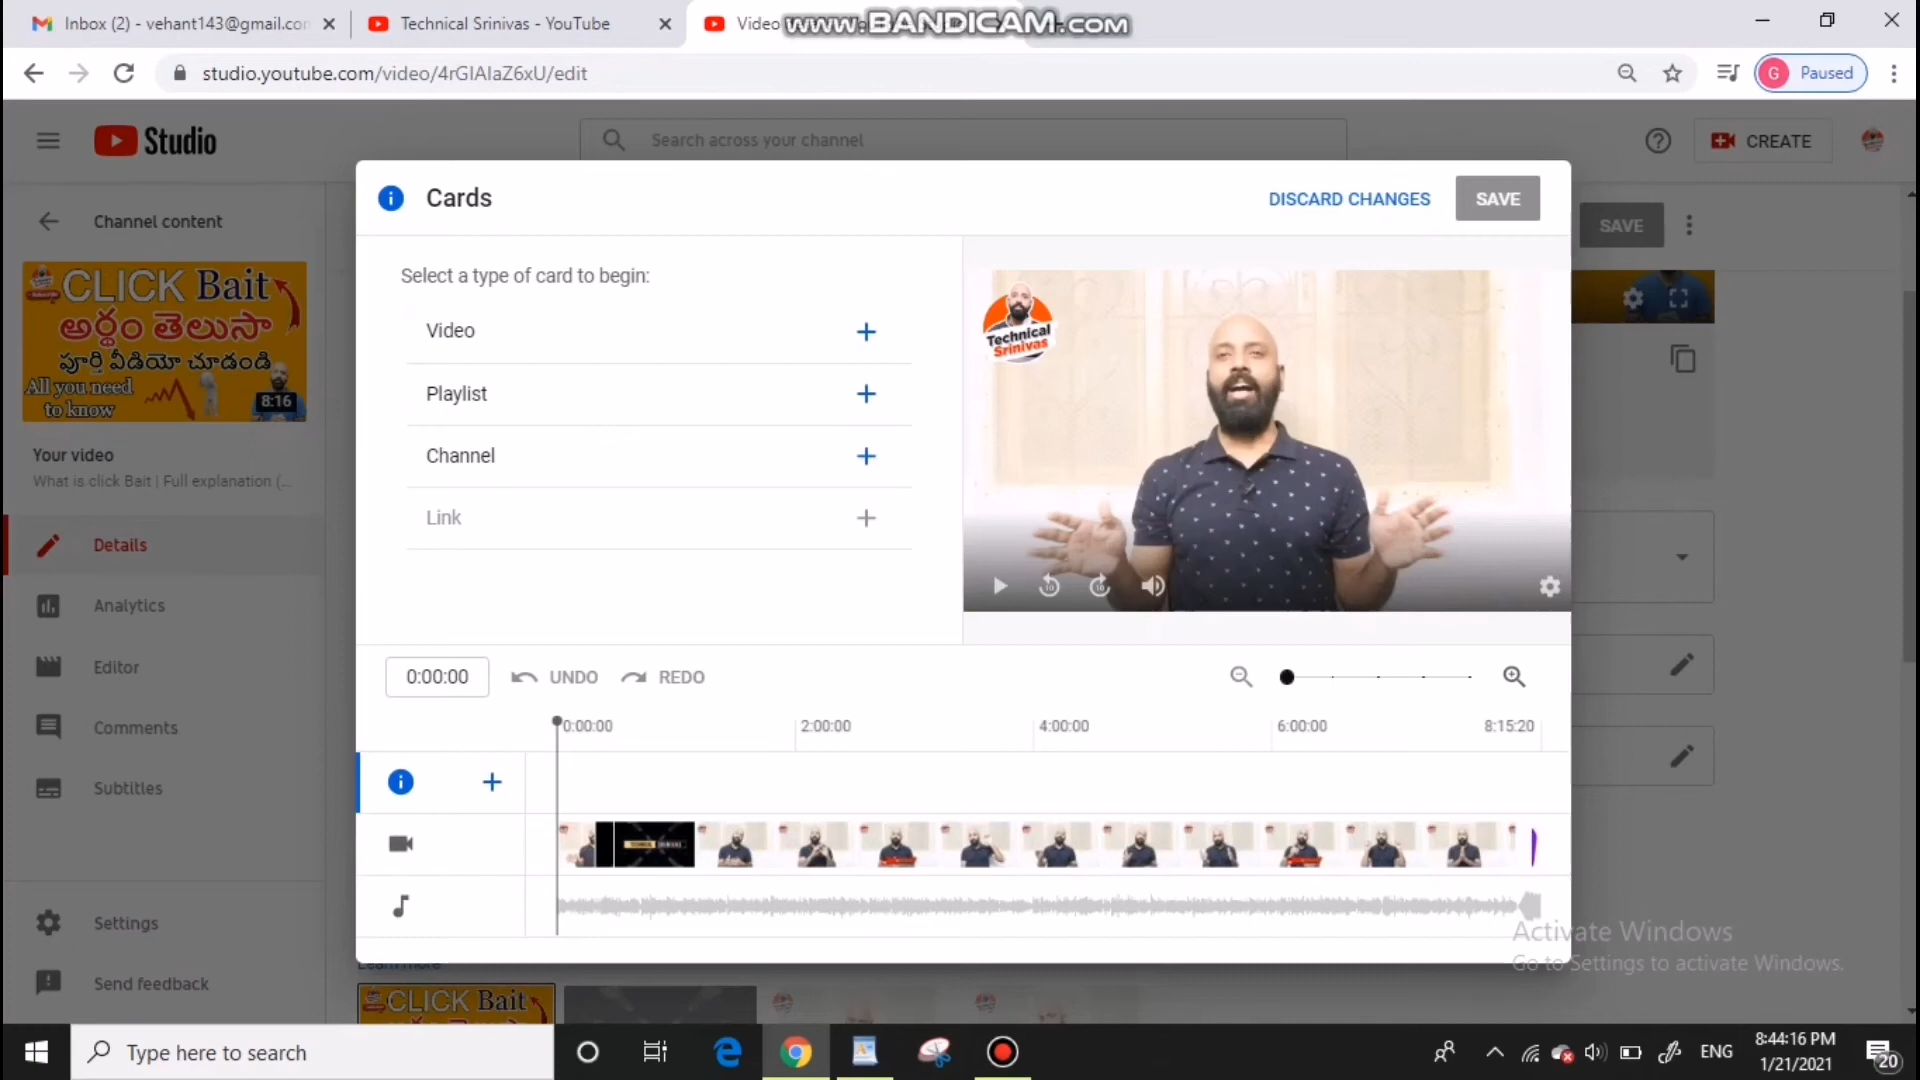 Inbox (2) - vehant143@gmail.com
Technical Srinivas - YouTube
Video
www.BANDICAM.com
studio.youtube.com/video/4rGIAIaZ6xU/edit
G
Paused
Studio
Search across your channel
CREATE
Channel content
CLICK Bait
అర్థం తెలుసా
పూర్తి వీడియో చూడండి
All you need
to know
8:16
Your video
What is click Bait | Full explanation (...
Details
Analytics
Editor
Comments
Subtitles
Settings
Send feedback
SAVE
Cards
DISCARD CHANGES
SAVE
Select a type of card to begin:
Video
Playlist
Channel
Link
Technical
Srinivas
10
10
0:00:00
UNDO
REDO
0:00:00
2:00:00
4:00:00
6:00:00
8:15:20
Learn more
CLICK Bait
Activate Windows
Go to Settings to activate Windows.
Type here to search
ENG
8:44:16 PM
1/21/2021
20